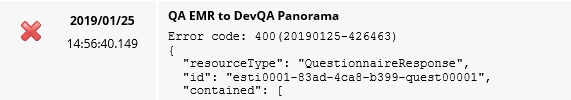 2019/01/25
14:56:40.149
QA EMR to DevQA Panorama
Error code: 400(20190125-426463)
{
"resourceType": "QuestionnaireResponse",
"id": "esti0001-83ad-4ca8-b399-quest00001",
"contained": [